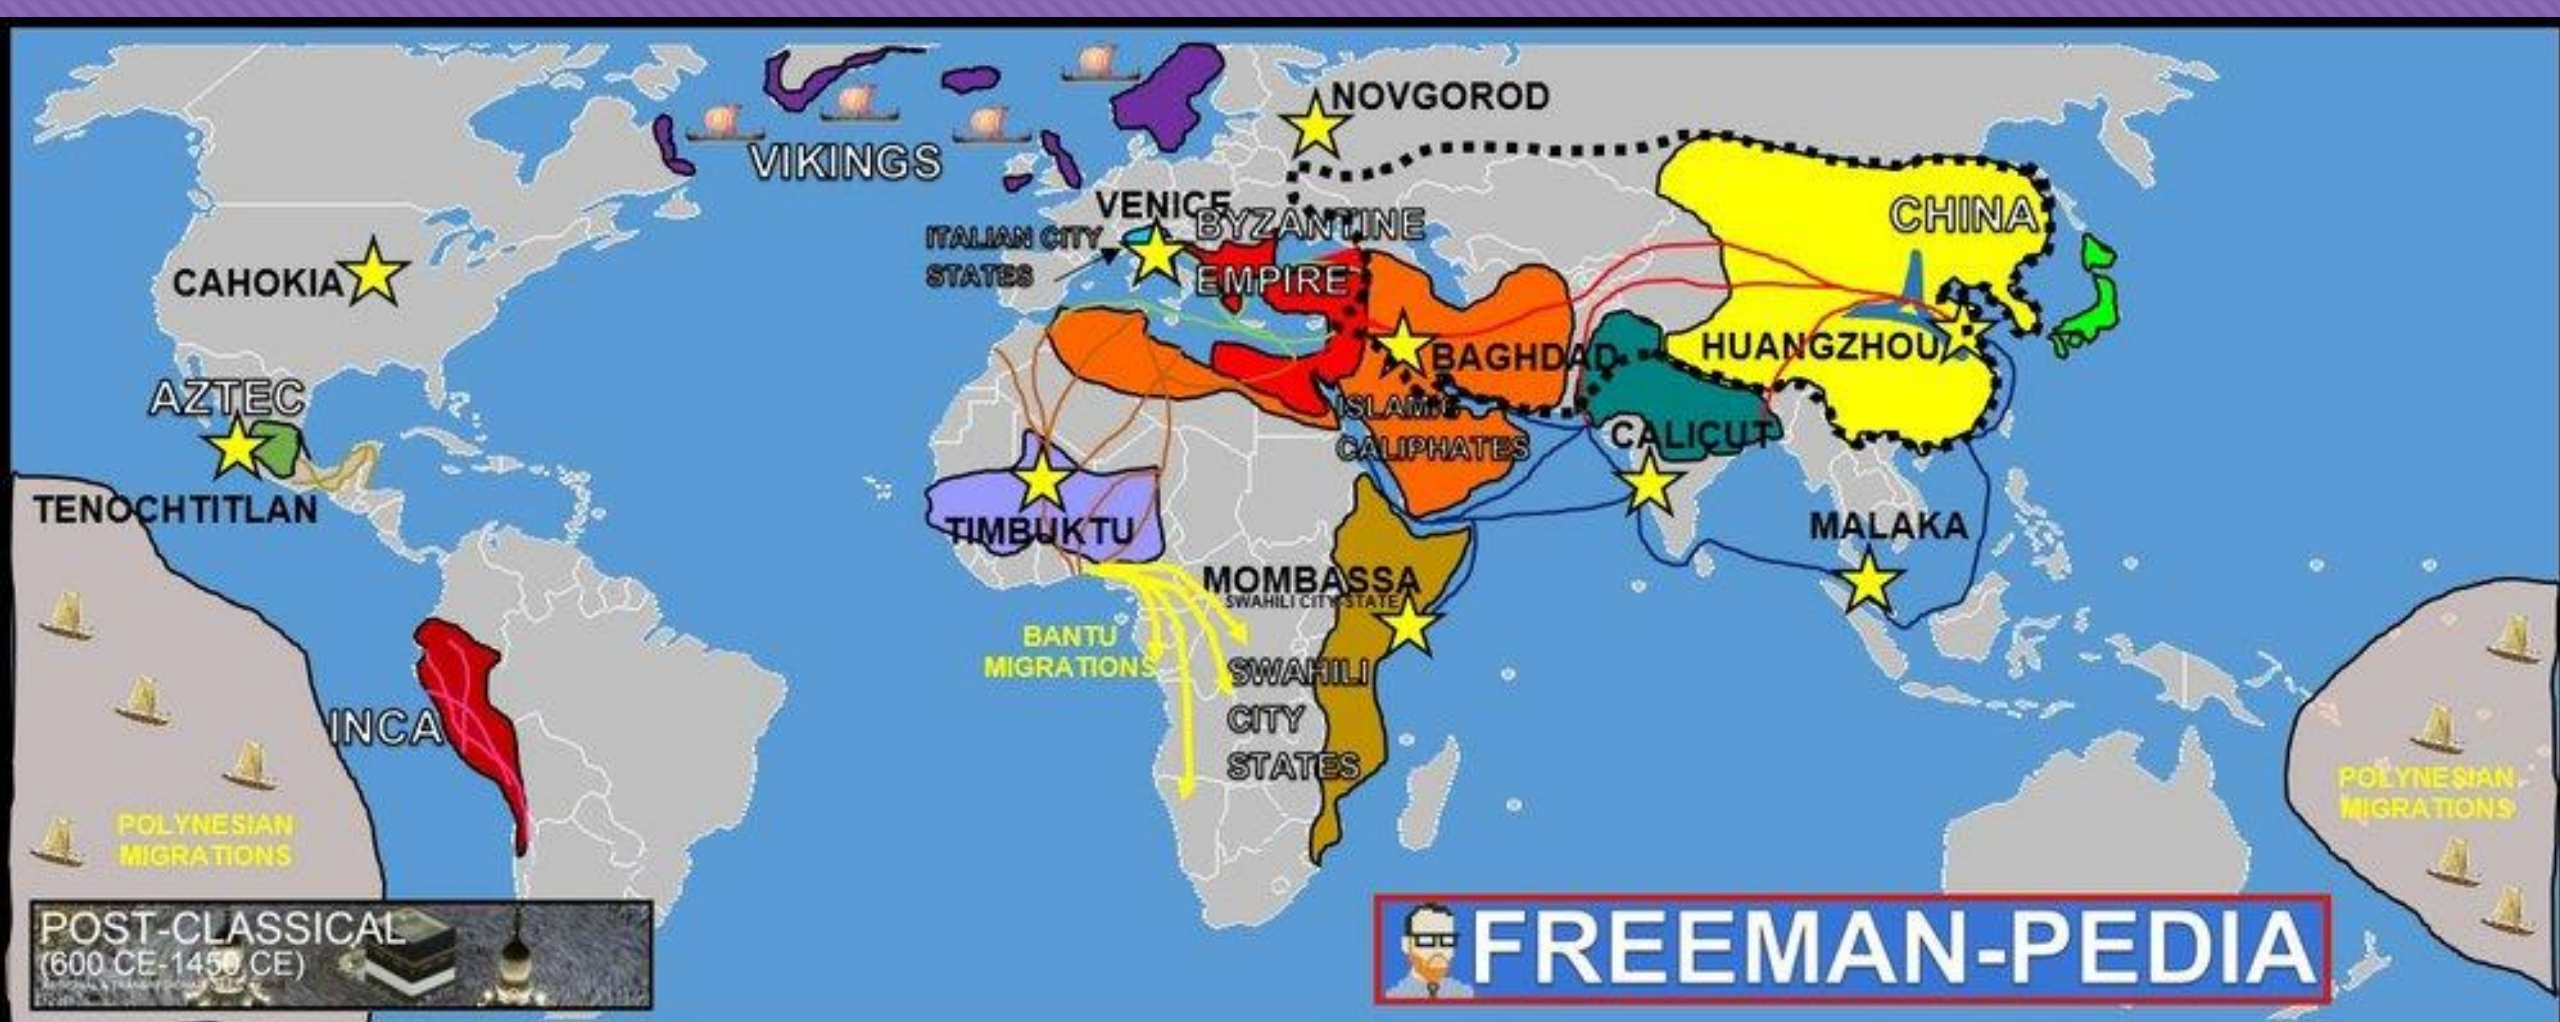 NOVGOROD
VIKINGS
VENICE
BYZANTINE
EMPIRE
ITALIAN CITY
STATES
CHINA
CAHOKIA
HUANGZHOU
BAGHDAD
AZTEC
ISLAMIC
CALIPHATES
CALICUT
TENOCHTITLAN
TIMBUKTU
MALAKA
MOMBASSA
SWAHILI CITY-STATE
BANTU
MIGRATIONS
SWAHILI
CITY
STATES
INCA
POLYNESIAN
MIGRATIONS
POLYNESIAN
MIGRATIONS
POST-CLASSICAL
(600 CE-1450 CE)
FREEMAN-PEDIA